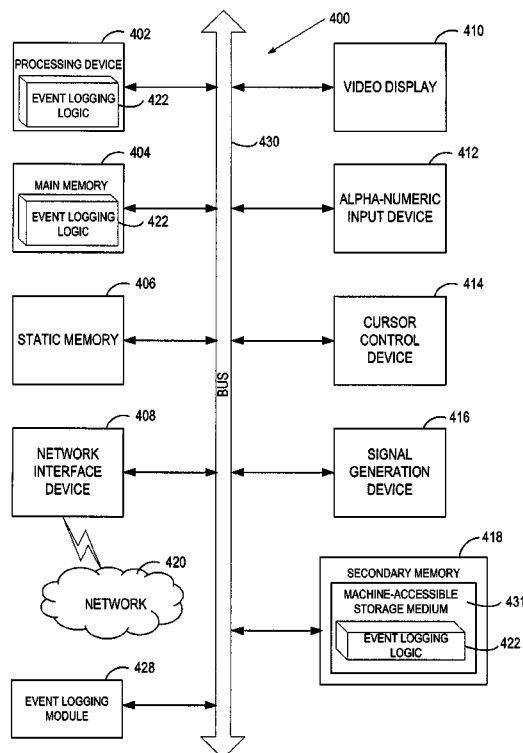 400
402
PROCESSING DEVICE
EVENT LOGGING
LOGIC
422
404
MAIN MEMORY
EVENT LOGGING
LOGIC
422
406
STATIC MEMORY
408
NETWORK
INTERFACE
DEVICE
420
NETWORK
428
EVENT LOGGING
MODULE
430
BUS
410
VIDEO DISPLAY
412
ALPHA-NUMERIC
INPUT DEVICE
414
CURSOR
CONTROL
DEVICE
416
SIGNAL
GENERATION
DEVICE
418
SECONDARY MEMORY
MACHINE-ACCESSIBLE
STORAGE MEDIUM
431
EVENT LOGGING
LOGIC
422